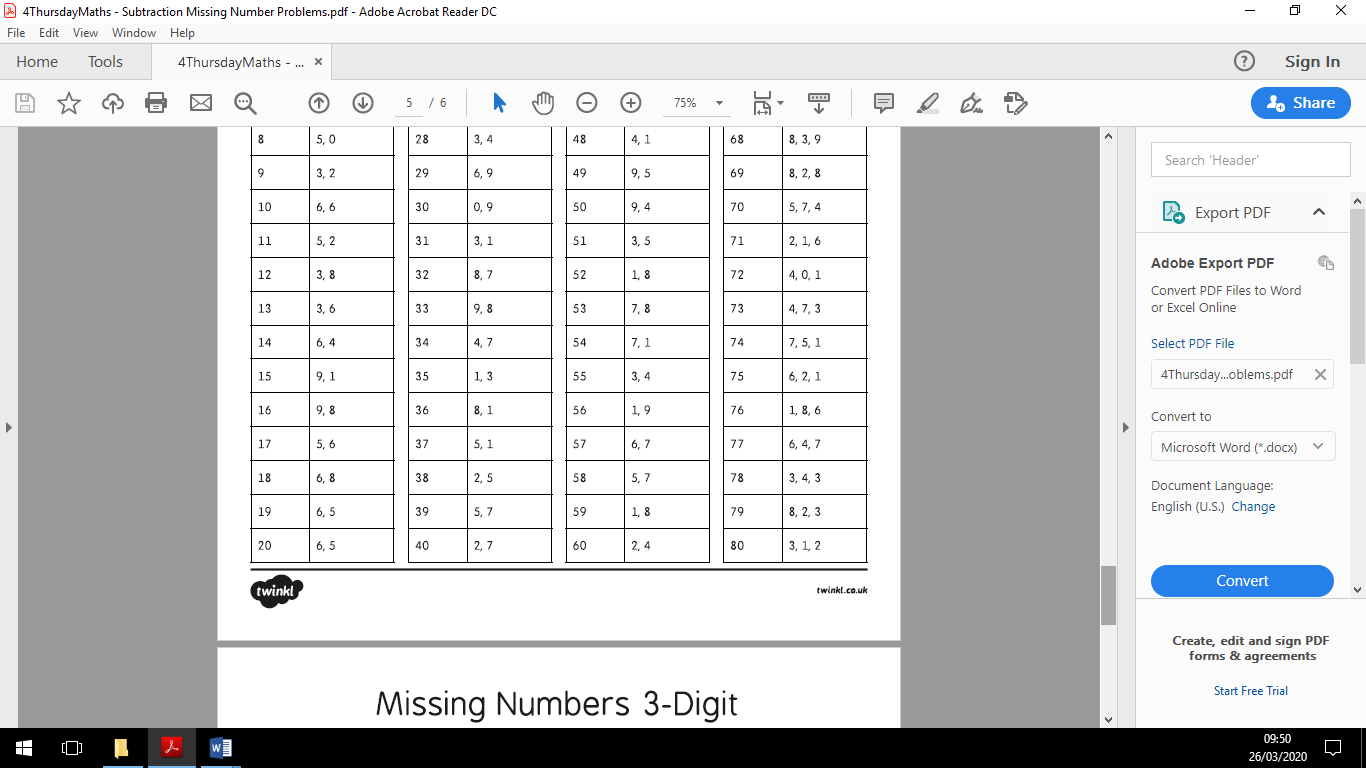 4ThursdayMaths - Subtraction Missing Number Problems.pdf - Adobe Acrobat Reader DC
File Edit View Window Help
Home Tools 4ThursdayMaths - ... × ? Sign In
5 / 6 75% Share
8 5, 0 28 3, 4 48 4, 1 68 8, 3, 9
9 3, 2 29 6, 9 49 9, 5 69 8, 2, 8
10 6, 6 30 0, 9 50 9, 4 70 5, 7, 4
11 5, 2 31 3, 1 51 3, 5 71 2, 1, 6
12 3, 8 32 8, 7 52 1, 8 72 4, 0, 1
13 3, 6 33 9, 8 53 7, 8 73 4, 7, 3
14 6, 4 34 4, 7 54 7, 1 74 7, 5, 1
15 9, 1 35 1, 3 55 3, 4 75 6, 2, 1
16 9, 8 36 8, 1 56 1, 9 76 1, 8, 6
17 5, 6 37 5, 1 57 6, 7 77 6, 4, 7
18 6, 8 38 2, 5 58 5, 7 78 3, 4, 3
19 6, 5 39 5, 7 59 1, 8 79 8, 2, 3
20 6, 5 40 2, 7 60 2, 4 80 3, 1, 2
twinkl twinkl.co.uk
Missing Numbers 3-Digit
Search 'Header'
Export PDF
Adobe Export PDF
Convert PDF Files to Word
or Excel Online
Select PDF File
4Thursday...oblems.pdf
Convert to
Microsoft Word (*.docx)
Document Language:
English (U.S.) Change
Convert
Create, edit and sign PDF
forms & agreements
Start Free Trial
09:50
26/03/2020